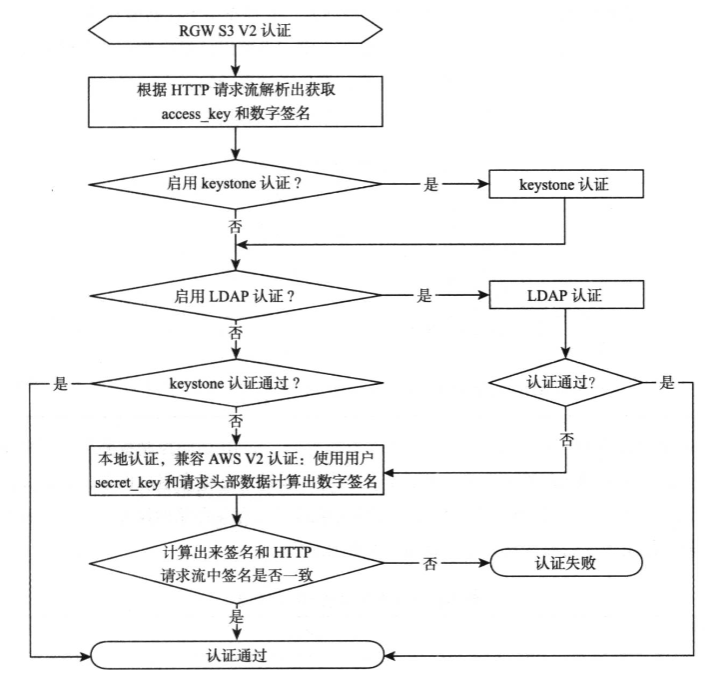 RGW S3 V2 认证
根据 HTTP 请求流解析出获取
access_key 和数字签名
启用 keystone 认证？
是
keystone 认证
否
启用 LDAP 认证？
是
LDAP 认证
否
是
keystone 认证通过？
认证通过?
是
否
否
本地认证，兼容 AWS V2 认证：使用用户
secret_key 和请求头部数据计算出数字签名
计算出来签名和 HTTP
请求流中签名是否一致
否
认证失败
是
认证通过